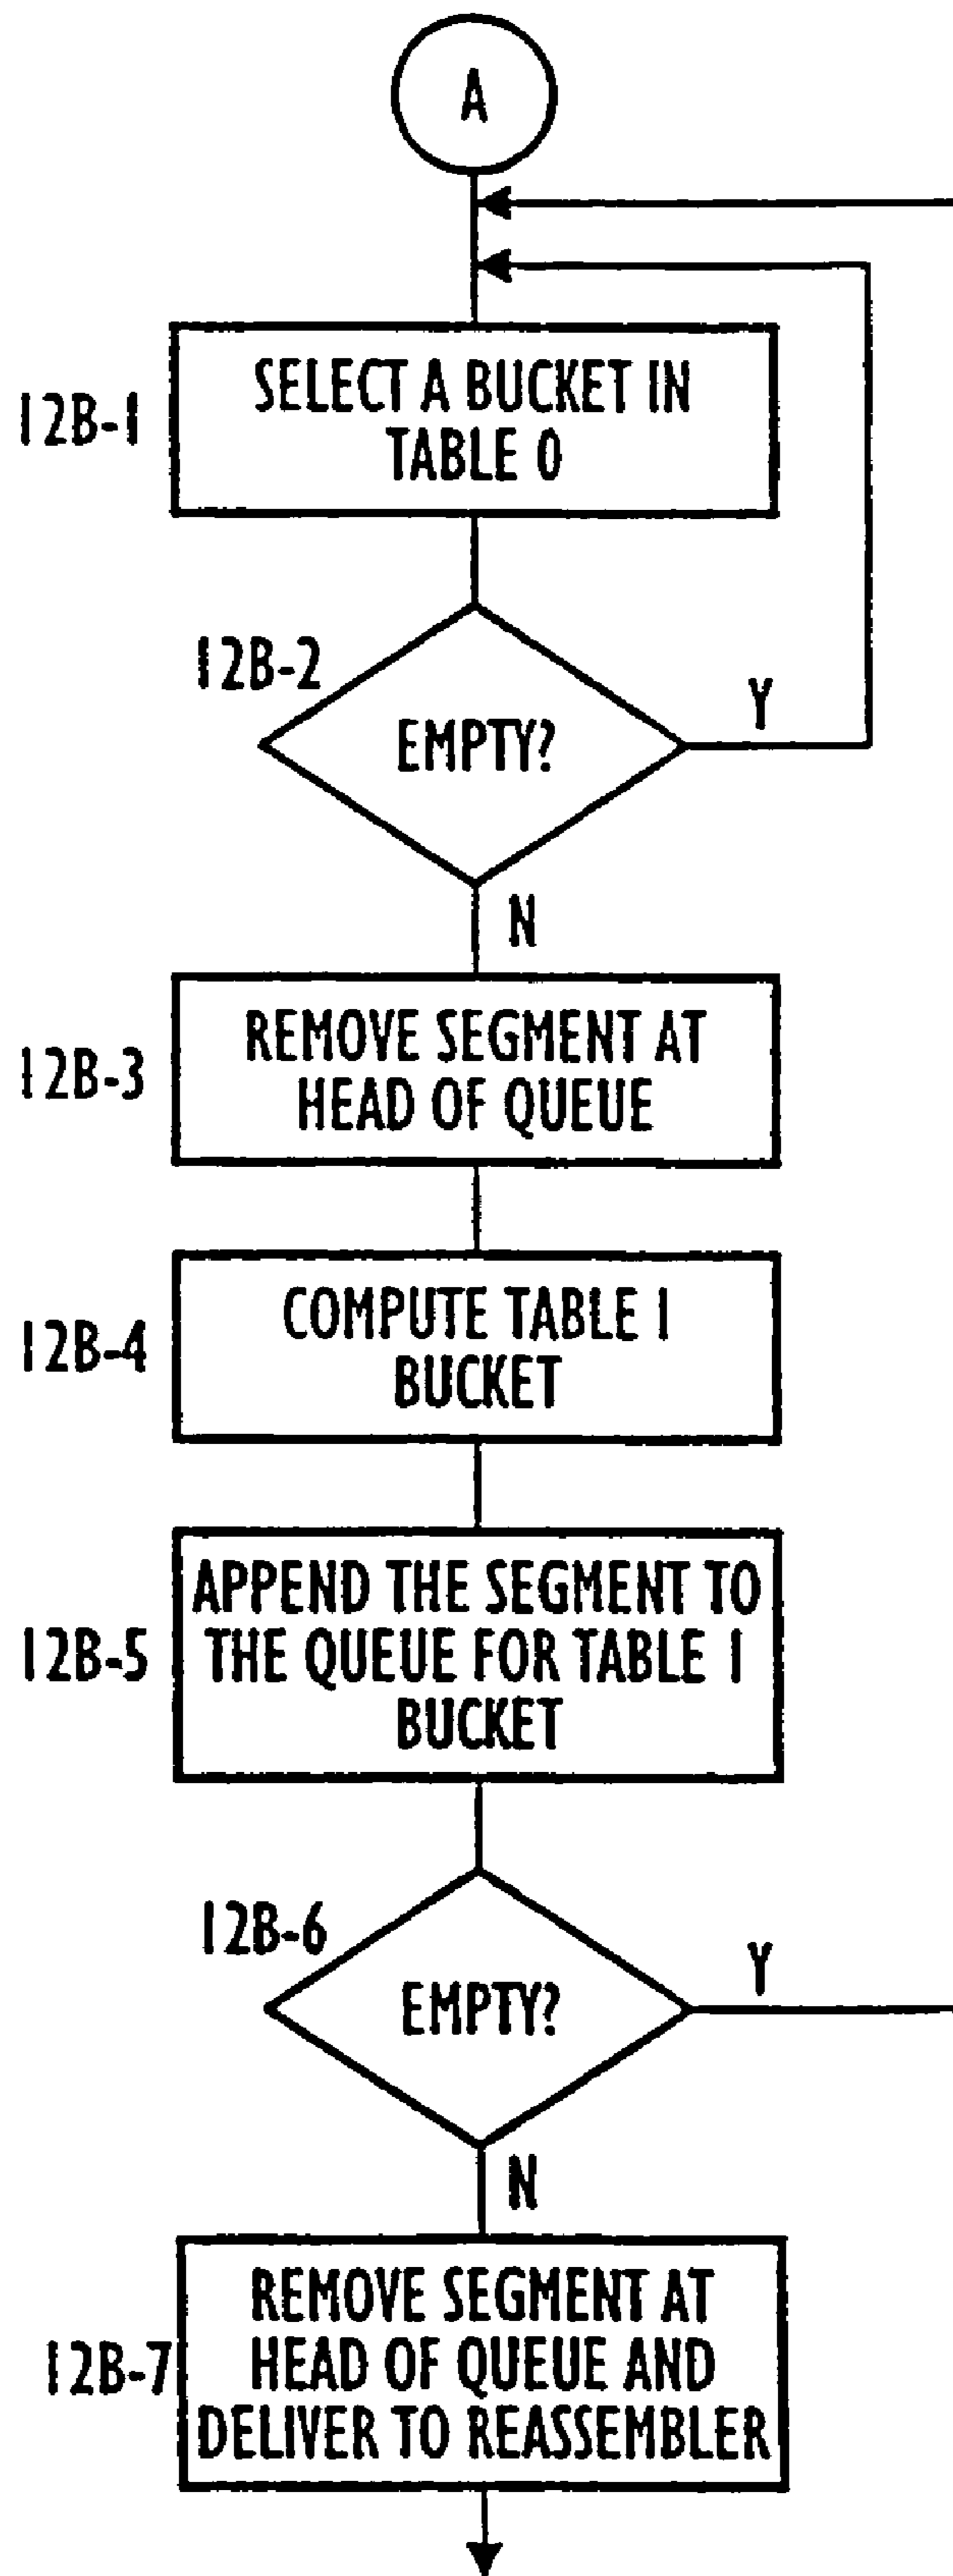 A
12B-1
SELECT A BUCKET IN
TABLE 0
12B-2
EMPTY?
Y
N
12B-3
REMOVE SEGMENT AT
HEAD OF QUEUE
12B-4
COMPUTE TABLE 1
BUCKET
12B-5
APPEND THE SEGMENT TO
THE QUEUE FOR TABLE 1
BUCKET
12B-6
EMPTY?
Y
N
12B-7
REMOVE SEGMENT AT
HEAD OF QUEUE AND
DELIVER TO REASSEMBLER